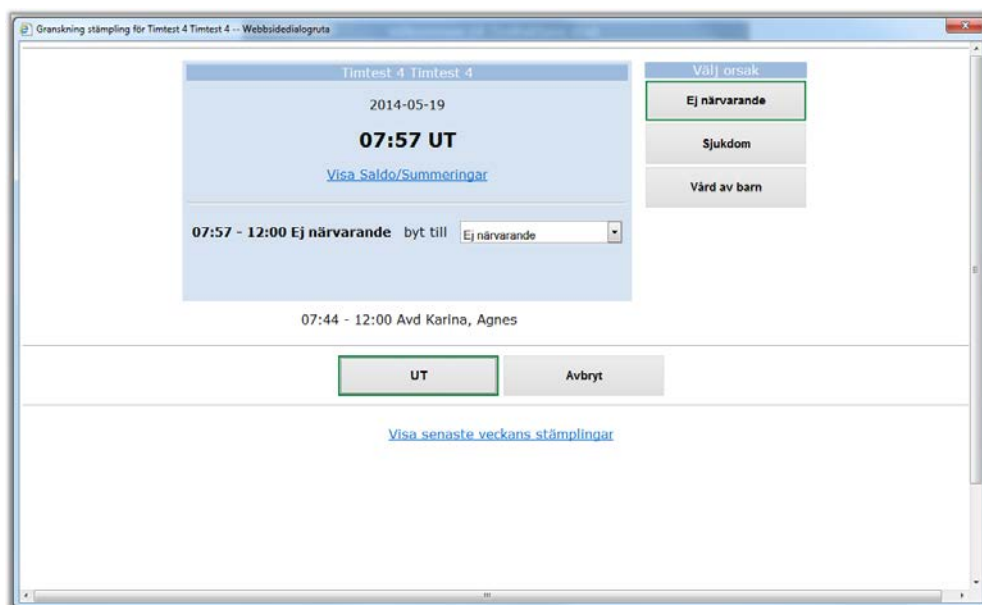 Granskning stämpling för Timtest 4 Timtest 4 -- Webbsidedialogruta
Timtest 4 Timtest 4
2014-05-19
07:57 UT
Visa Saldo/Summeringar
07:57 - 12:00 Ej närvarande byt till Ej närvarande
07:44 - 12:00 Avd Karina, Agnes
Välj orsak
Ej närvarande
Sjukdom
Vård av barn
UT Avbryt
Visa senaste veckans stämplingar